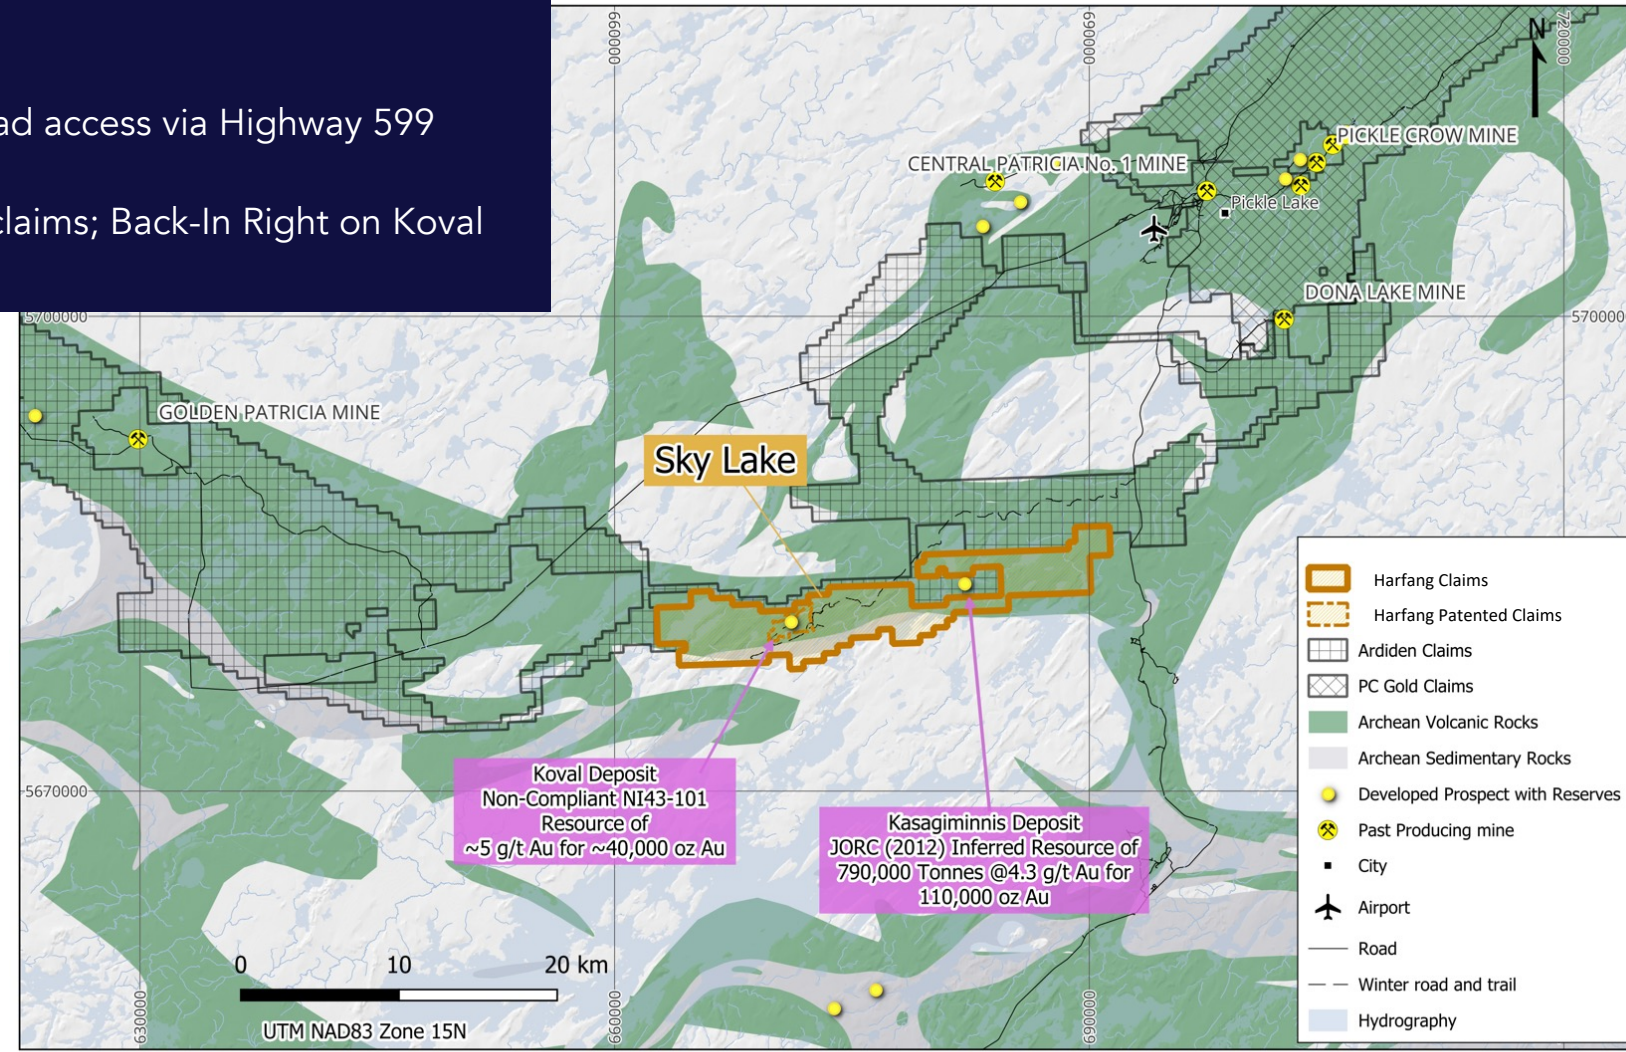 ad access via Highway 599
claims; Back-In Right on Koval
660000
690000
720000
N
PICKLE CROW MINE
CENTRAL PATRICIA No. 1 MINE
Pickle Lake
DONA LAKE MINE
5700000
570000
GOLDEN PATRICIA MINE
Sky Lake
Harfang Claims
Harfang Patented Claims
Ardiden Claims
PC Gold Claims
Archean Volcanic Rocks
Archean Sedimentary Rocks
Developed Prospect with Reserves
Past Producing mine
City
Airport
Road
Winter road and trail
Hydrography
5670000
Koval Deposit
Non-Compliant NI43-101
Resource of
~5 g/t Au for ~40,000 oz Au
Kasagiminnis Deposit
JORC (2012) Inferred Resource of
790,000 Tonnes @4.3 g/t Au for
110,000 oz Au
0 10 20 km
UTM NAD83 Zone 15N
630000
660000
690000